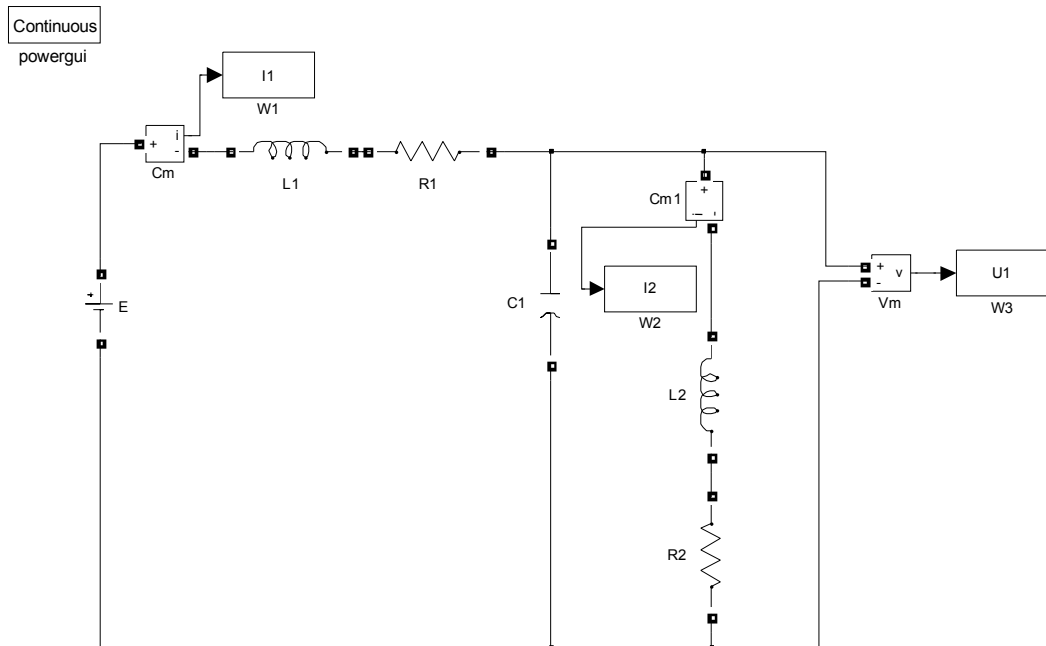 Continuous
powergui
I1
W1
+
i
-
Cm
L1
R1
+
Cm1
i
-
I2
W2
+
E
C1
+
-
v
Vm
U1
W3
L2
R2